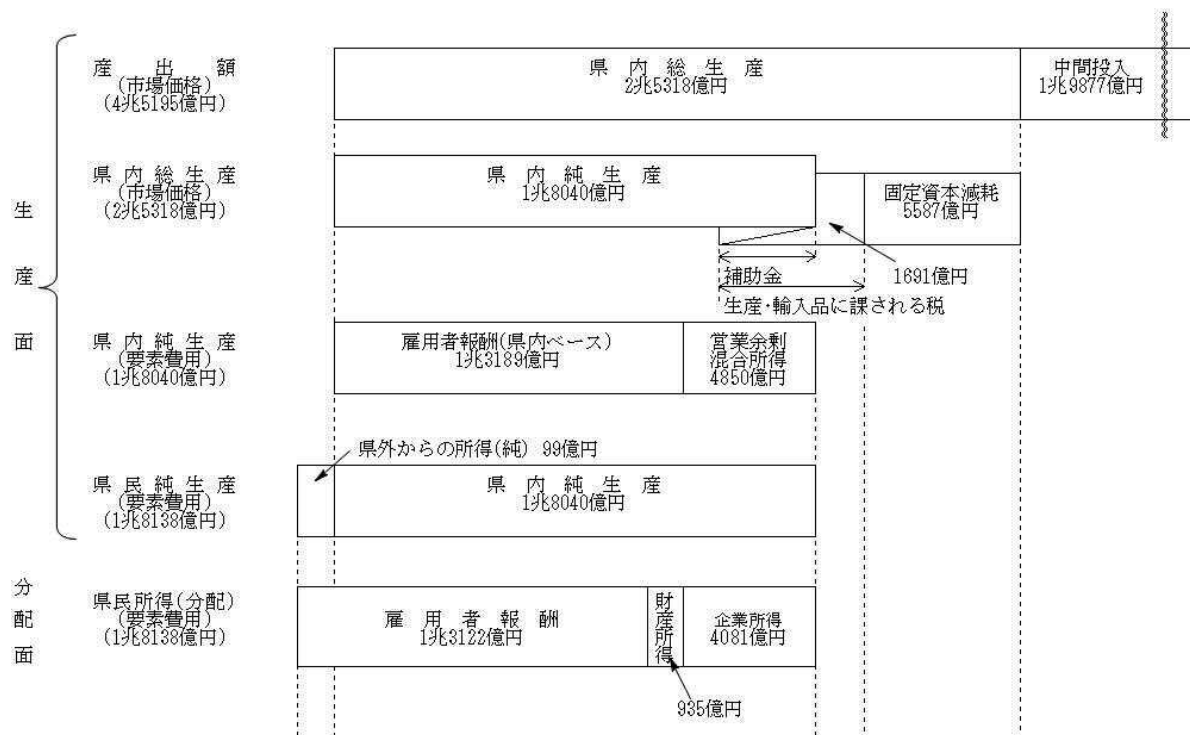 産出額
(市場価格)
(4兆5195億円)
県内総生産
2兆5318億円
中間投入
1兆9877億円
生産面
県内総生産
(市場価格)
(2兆5318億円)
県内純生産
1兆8040億円
固定資本減耗
5587億円
補助金
1691億円
生産・輸入品に課される税
県内純生産
(要素費用)
(1兆8040億円)
雇用者報酬(県内ベース)
1兆3189億円
営業余剰
混合所得
4850億円
県外からの所得(純) 99億円
県民純生産
(要素費用)
(1兆8138億円)
県内純生産
1兆8040億円
分配面
県民所得(分配)
(要素費用)
(1兆8138億円)
雇用者報酬
1兆3122億円
財産所得
企業所得
4081億円
935億円